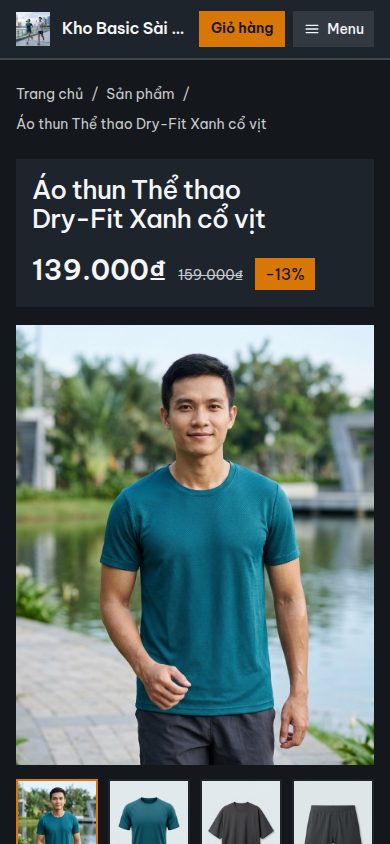 Kho Basic Sài ...
Giỏ hàng
Menu
Trang chủ / Sản phẩm /
Áo thun Thể thao Dry-Fit Xanh cổ vịt
Áo thun Thể thao
Dry-Fit Xanh cổ vịt
139.000₫ 159.000₫ -13%